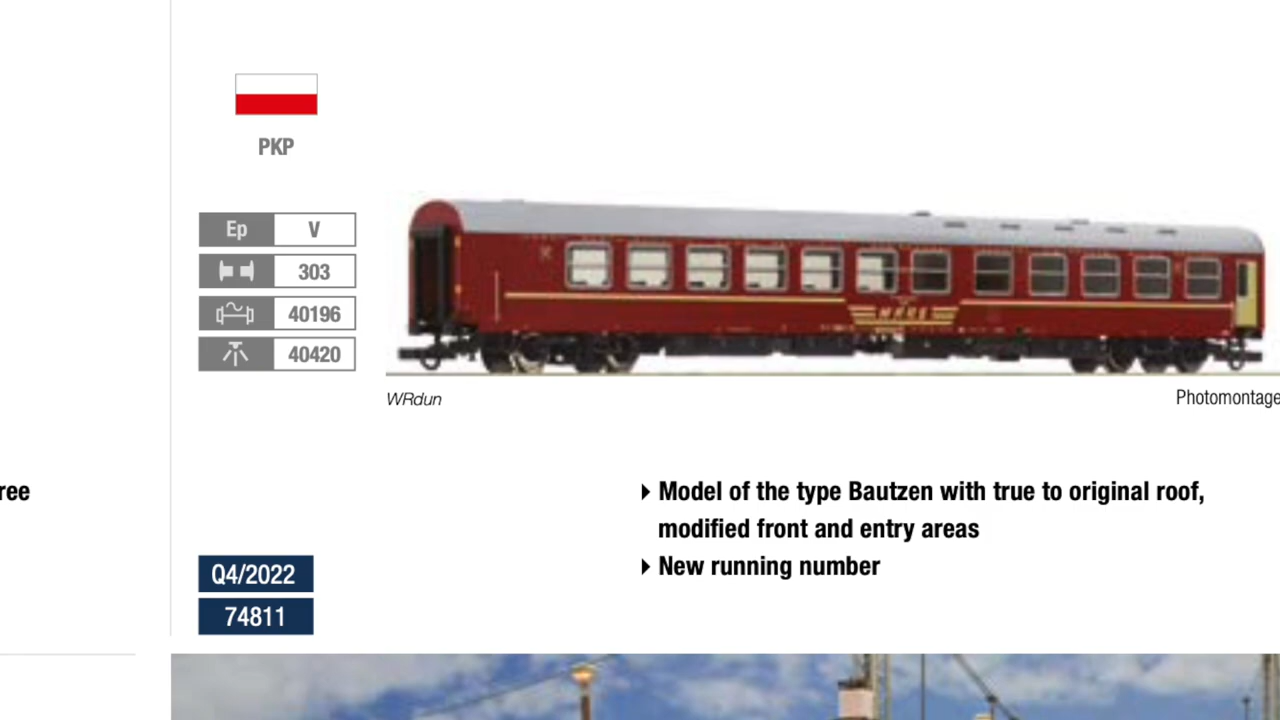 PKP
Ep V
303
40196
40420
WARS
WRdun
Photomontage
ree
Model of the type Bautzen with true to original roof,
modified front and entry areas
New running number
Q4/2022
74811